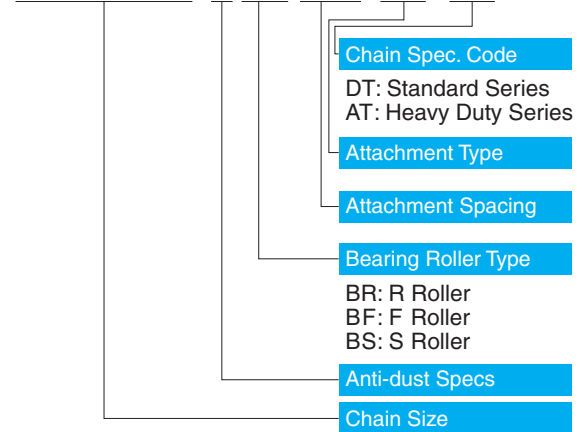 Chain Spec. Code
DT: Standard Series
AT: Heavy Duty Series
Attachment Type
Attachment Spacing
Bearing Roller Type
BR: R Roller
BF: F Roller
BS: S Roller
Anti-dust Specs
Chain Size